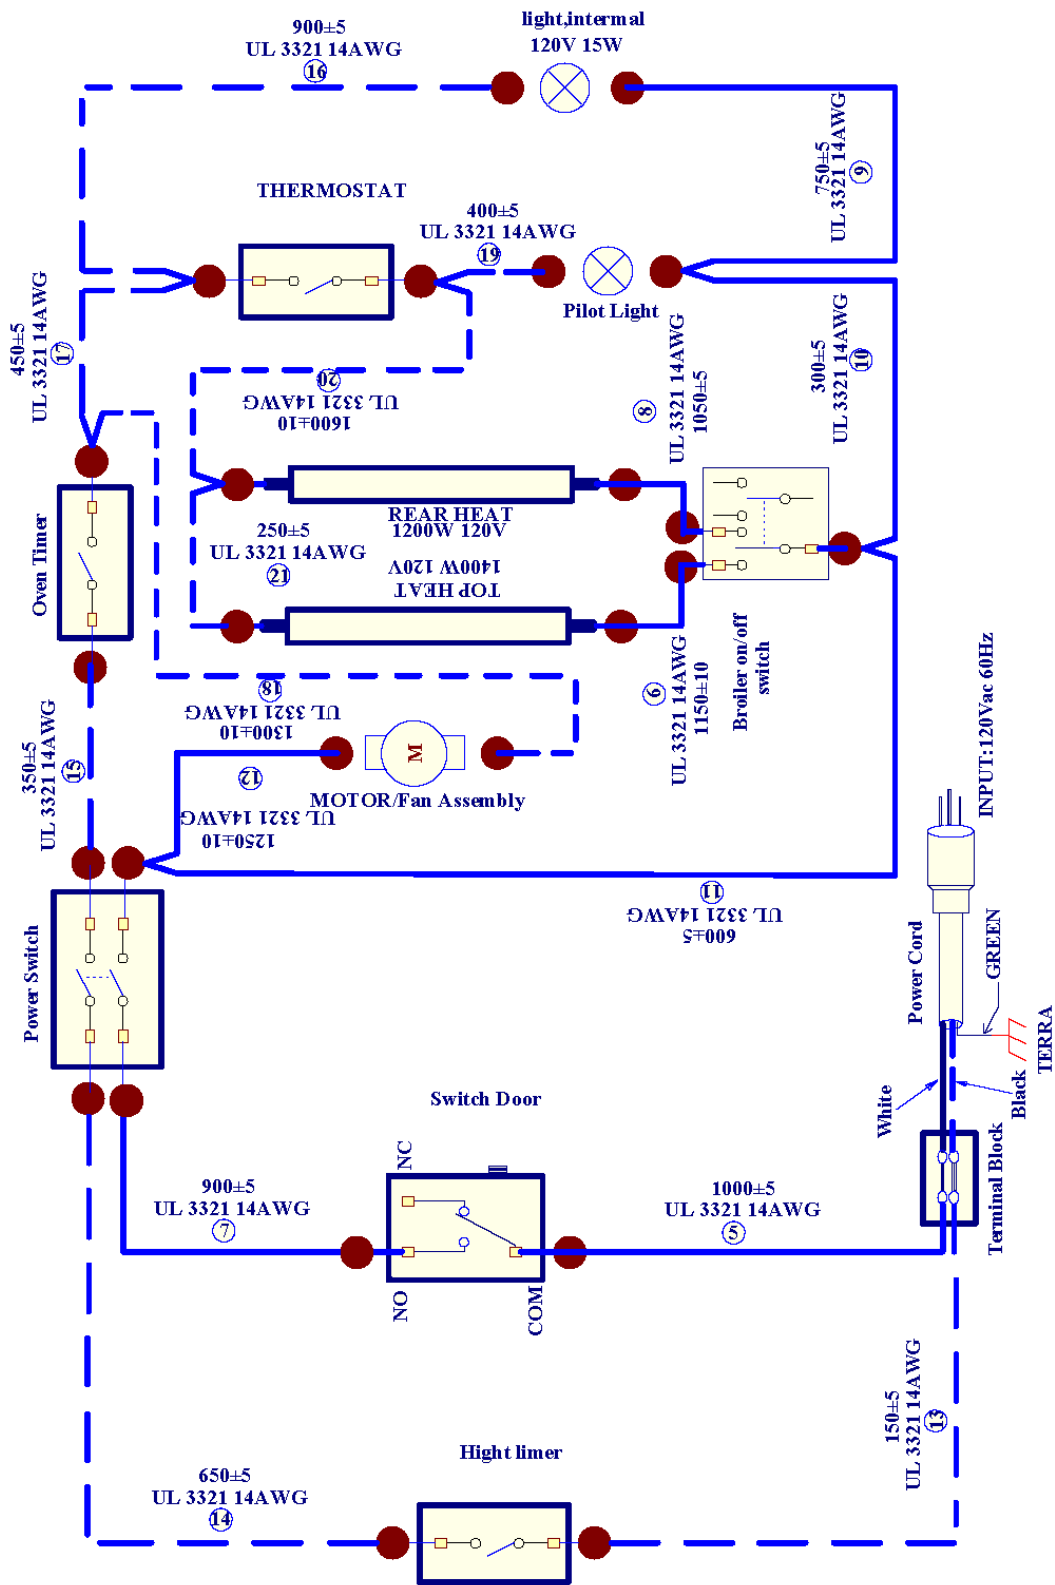 900±5
UL 3321 14AWG
16
light,intermal
120V 15W
750±5
UL 3321 14AWG
9
THERMOSTAT
400±5
UL 3321 14AWG
19
Pilot Light
450±5
UL 3321 14AWG
17
20
UL 3321 14AWG
1600±10
8
UL 3321 14AWG
1050±5
300±5
UL 3321 14AWG
10
REAR HEAT
1200W 120V
250±5
UL 3321 14AWG
21
TOP HEAT
1400W 120V
Oven Timer
6
UL 3321 14AWG
1150±10
Broiler on/off
switch
18
UL 3321 14AWG
1300±10
350±5
UL 3321 14AWG
15
12
UL 3321 14AWG
1250±10
M
MOTOR/Fan Assembly
INPUT:120Vac 60Hz
11
UL 3321 14AWG
600±5
Power Switch
Power Cord
GREEN
TERRA
White
Black
Switch Door
NC
NO
COM
900±5
UL 3321 14AWG
7
1000±5
UL 3321 14AWG
5
Terminal Block
150±5
UL 3321 14AWG
13
Hight limer
650±5
UL 3321 14AWG
14